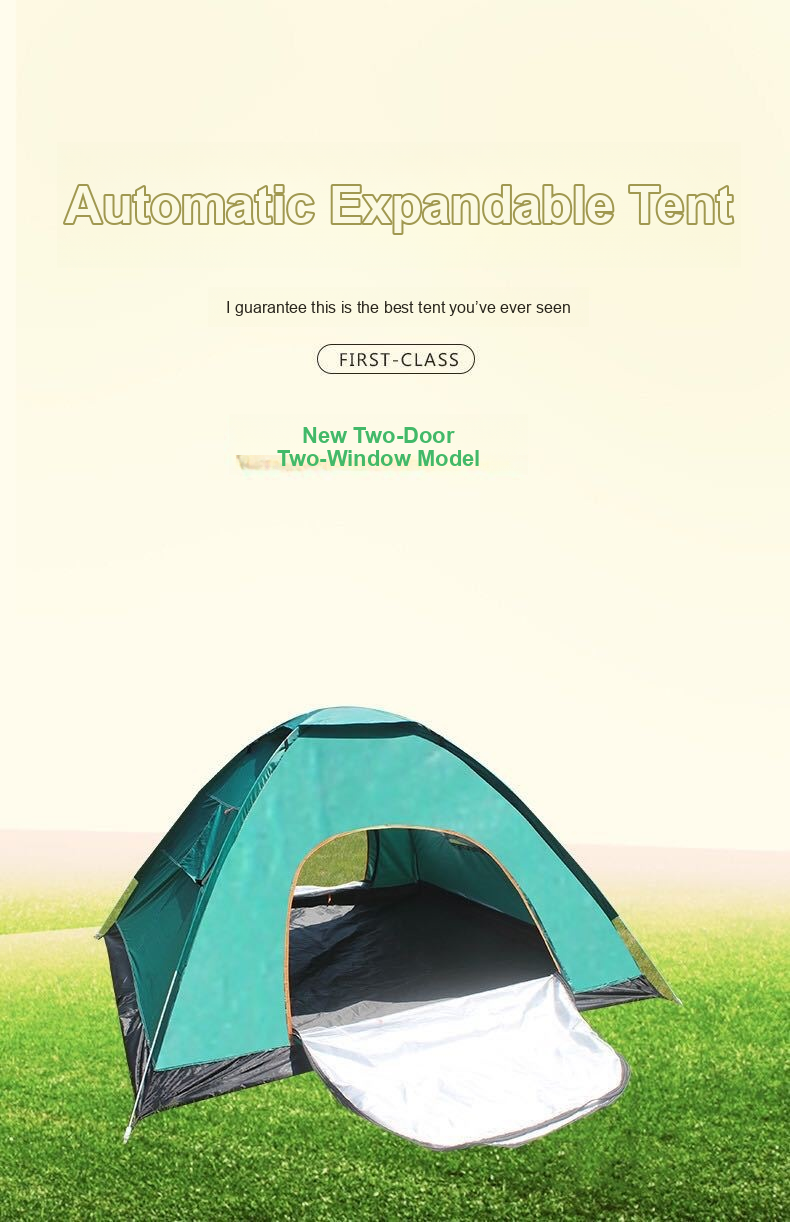 Automatic Expandable Tent
I guarantee this is the best tent you’ve ever seen
FIRST-CLASS
New Two-Door
Two-Window Model